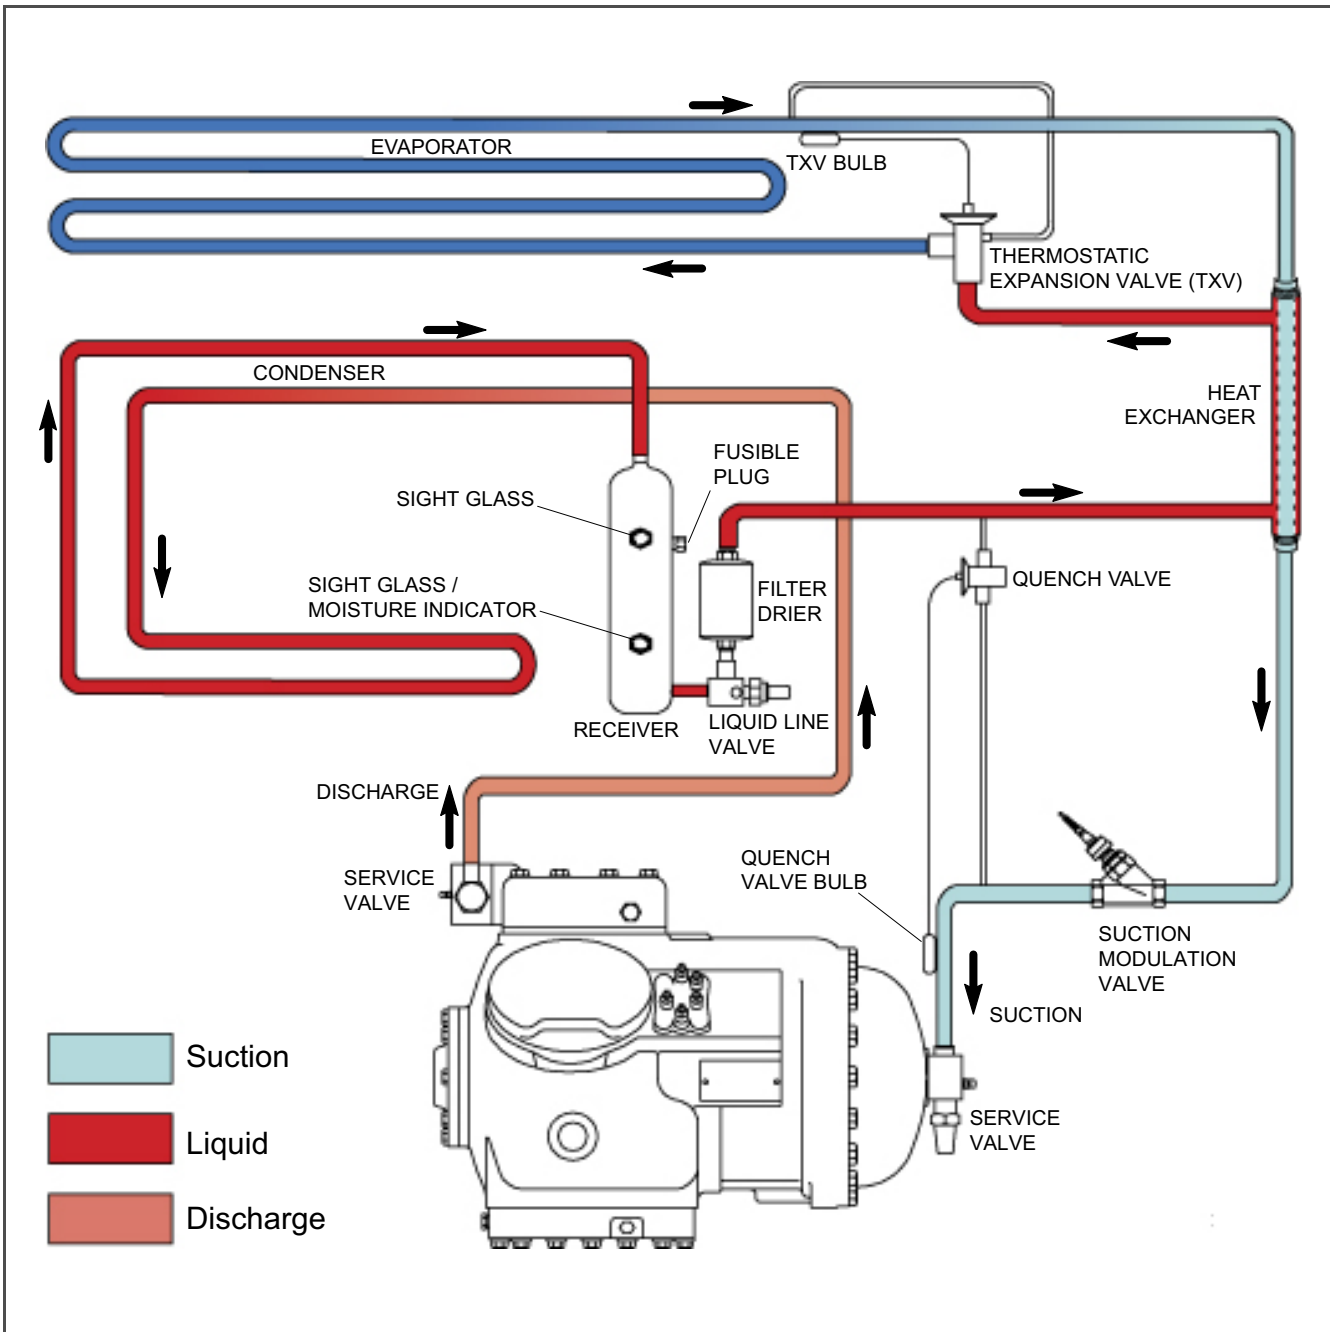 EVAPORATOR
TXV BULB
THERMOSTATIC
EXPANSION VALVE (TXV)
CONDENSER
HEAT
EXCHANGER
FUSIBLE
PLUG
SIGHT GLASS
SIGHT GLASS /
MOISTURE INDICATOR
FILTER
DRIER
QUENCH VALVE
RECEIVER
LIQUID LINE
VALVE
DISCHARGE
SERVICE
VALVE
QUENCH
VALVE BULB
SUCTION
MODULATION
VALVE
SUCTION
SERVICE
VALVE
Suction
Liquid
Discharge